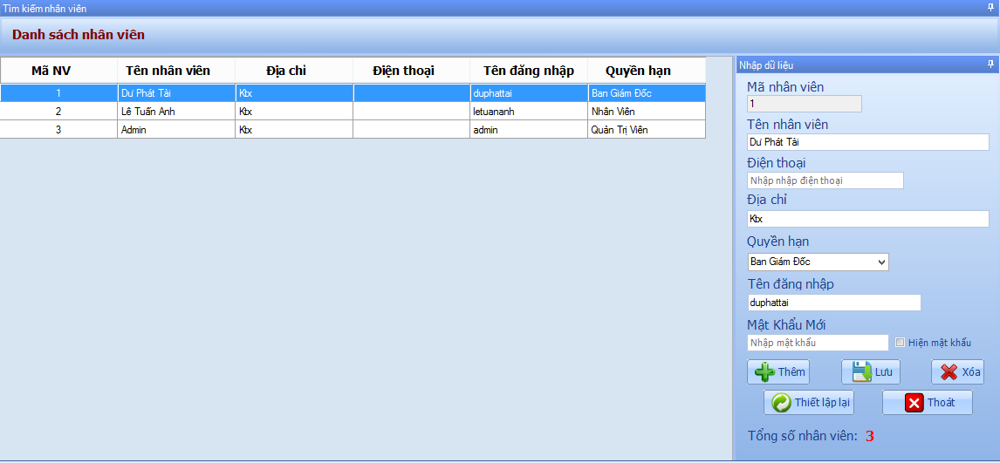 Tìm kiếm nhân viên
Danh sách nhân viên
Mã NV Tên nhân viên Địa chỉ Điện thoại Tên đăng nhập Quyền hạn
1 Dư Phát Tài Ktx duphattai Ban Giám Đốc
2 Lê Tuấn Anh Ktx letuananh Nhân Viên
3 Admin Ktx admin Quản Trị Viên
Nhập dữ liệu
Mã nhân viên
1
Tên nhân viên
Dư Phát Tài
Điện thoại
Nhập nhập điện thoại
Địa chỉ
Ktx
Quyền hạn
Ban Giám Đốc
Tên đăng nhập
duphattai
Mật Khẩu Mới
Nhập mật khẩu Hiện mật khẩu
Thêm Lưu Xóa
Thiết lập lại Thoát
Tổng số nhân viên: 3